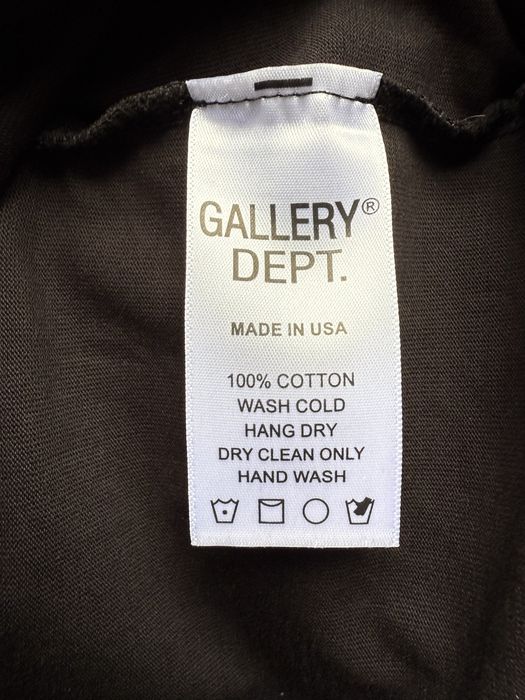 GALLERY®
DEPT.
MADE IN USA
100% COTTON
WASH COLD
HANG DRY
DRY CLEAN ONLY
HAND WASH